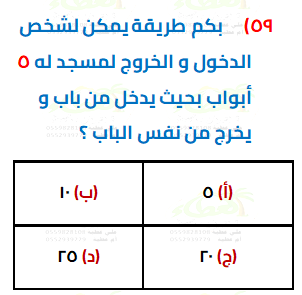 ٥٩) بكم طريقة يمكن لشخص
الدخول و الخروج لمسجد له ٥
أبواب بحيث يدخل من باب و
يخرج من نفس الباب ؟
(أ) ٥ (ب) ١٠
(ج) ٢٠ (د) ٢٥